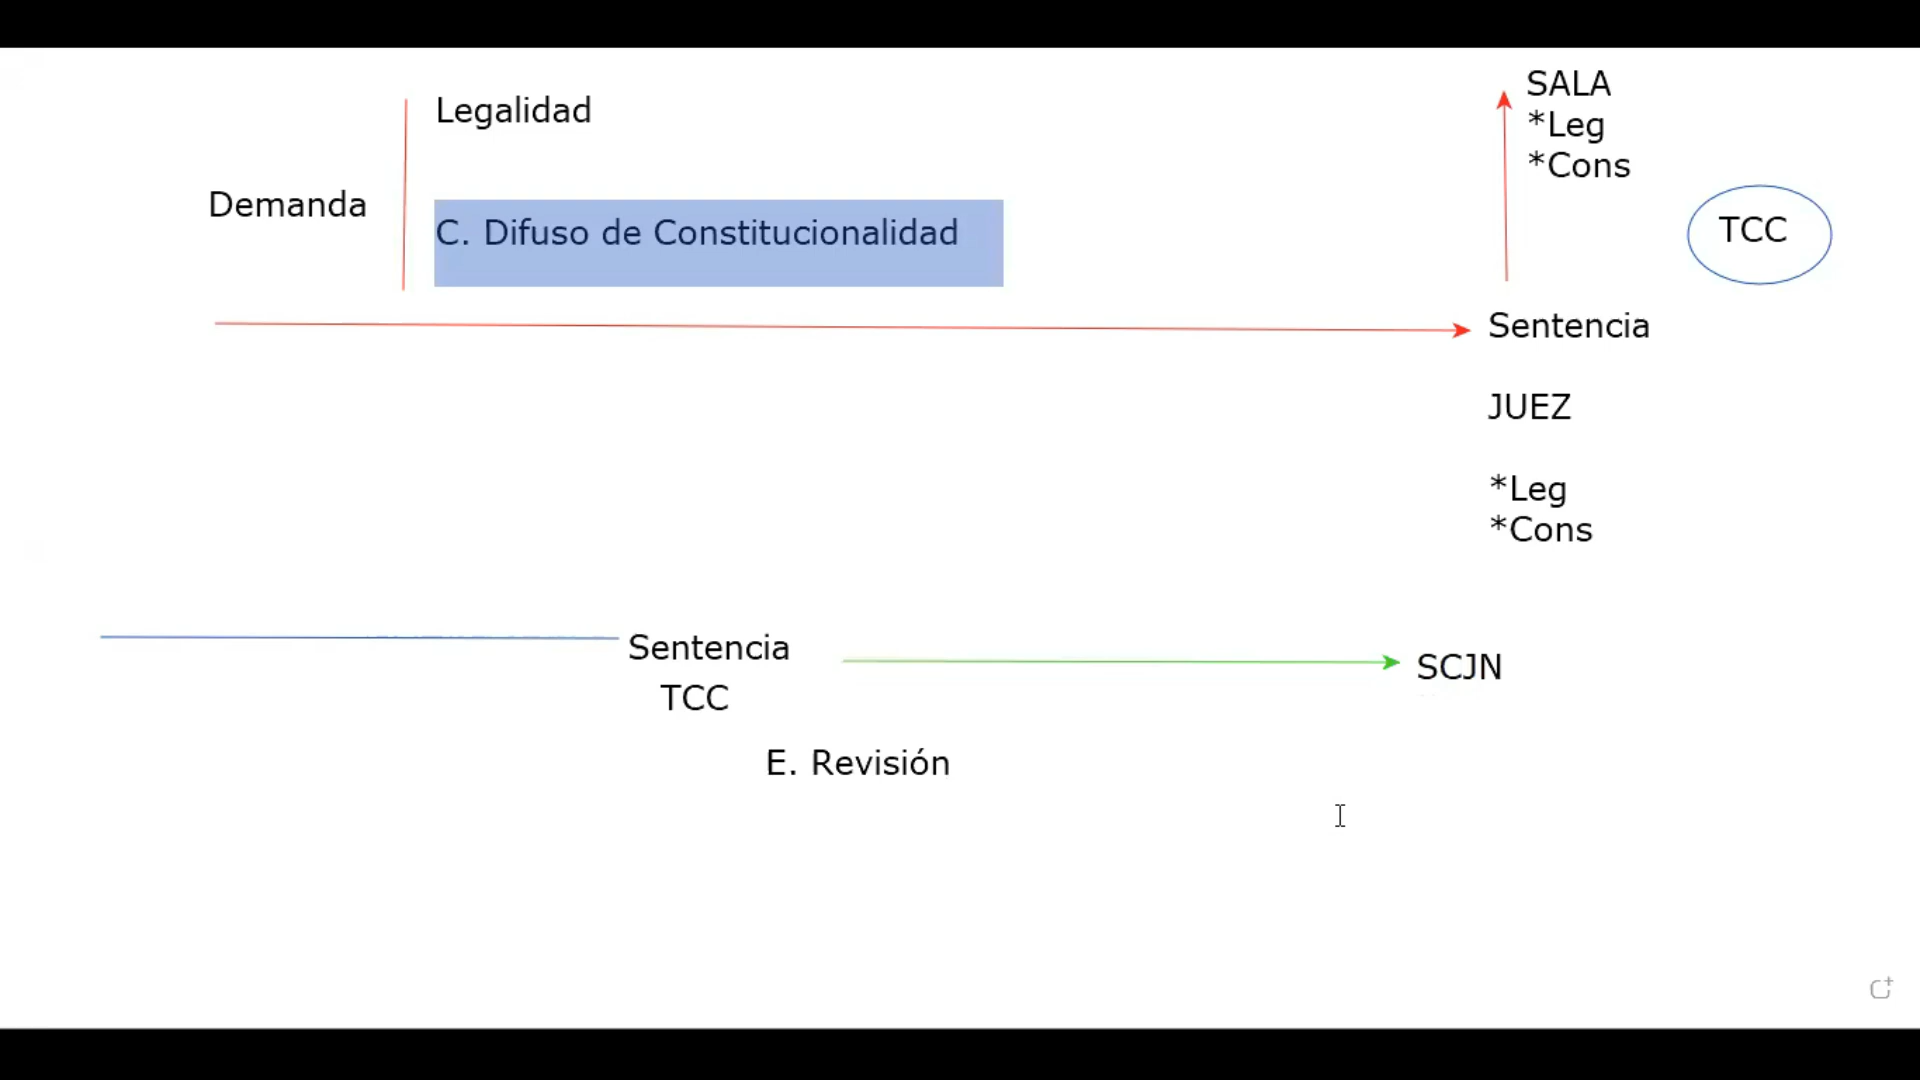 Legalidad
Demanda
C. Difuso de Constitucionalidad
SALA
*Leg
*Cons
TCC
Sentencia
JUEZ
*Leg
*Cons
Sentencia
TCC
SCJN
E. Revisión